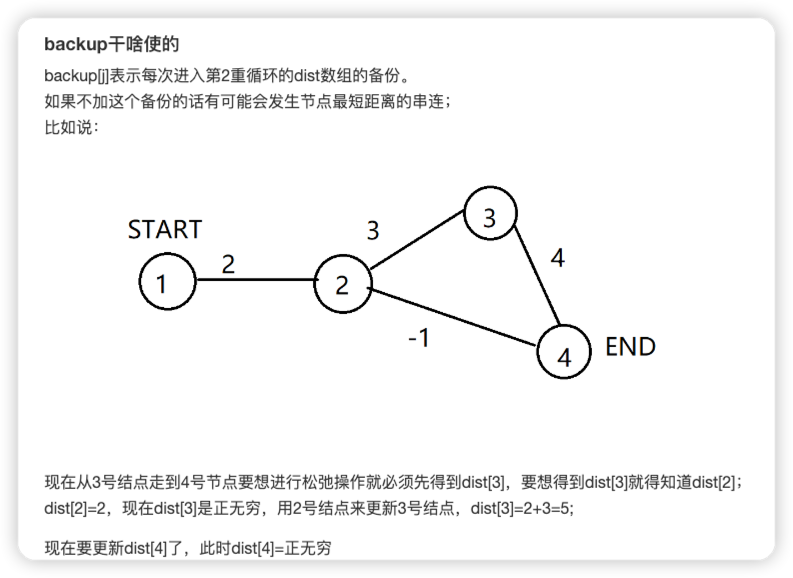 backup干啥使的
backup[j]表示每次进入第2重循环的dist数组的备份。
如果不加这个备份的话有可能会发生节点最短距离的串连；
比如说：
START
1
2
2
3
3
4
-1
4
END
现在从3号结点走到4号节点要想进行松弛操作就必须先得到dist[3]，要想得到dist[3]就得知道dist[2]；
dist[2]=2，现在dist[3]是正无穷，用2号结点来更新3号结点，dist[3]=2+3=5;
现在要更新dist[4]了，此时dist[4]=正无穷